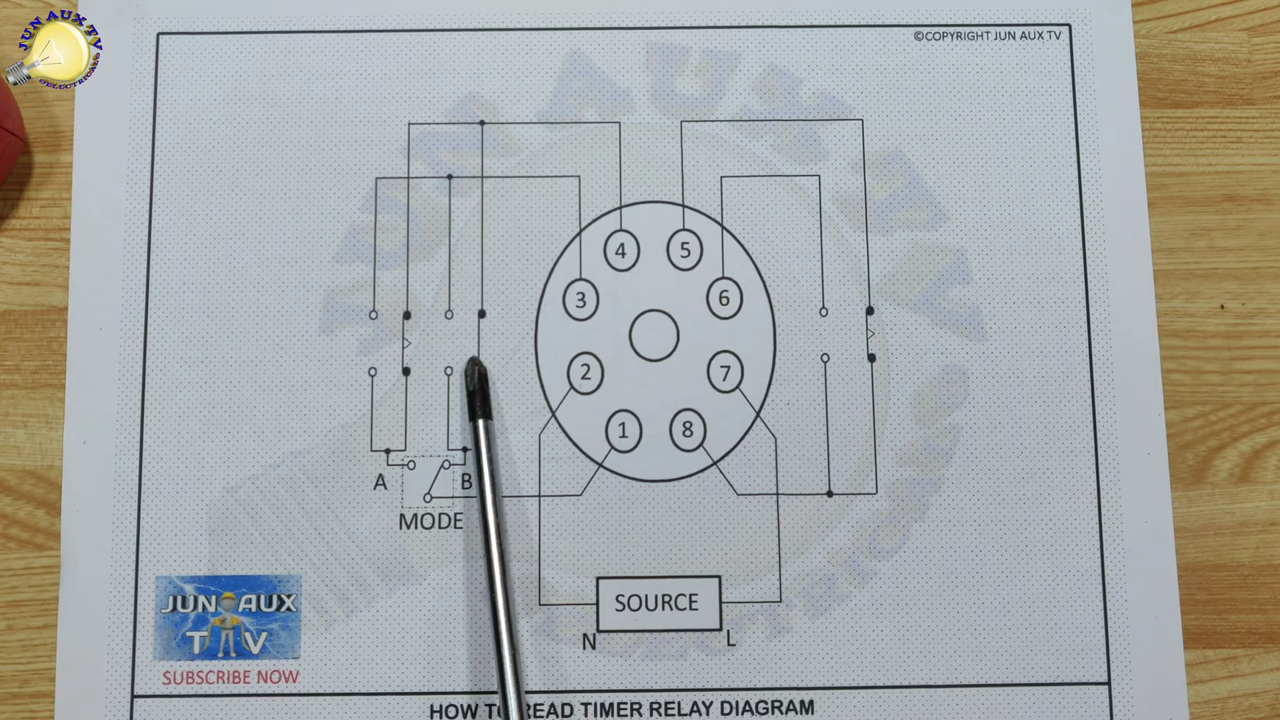 JUN AUX TV
ELECTRICALS
©COPYRIGHT JUN AUX TV
4
5
3
6
2
7
1
8
A
B
MODE
SOURCE
N
L
JUN AUX
TV
SUBSCRIBE NOW
HOW TO READ TIMER RELAY DIAGRAM